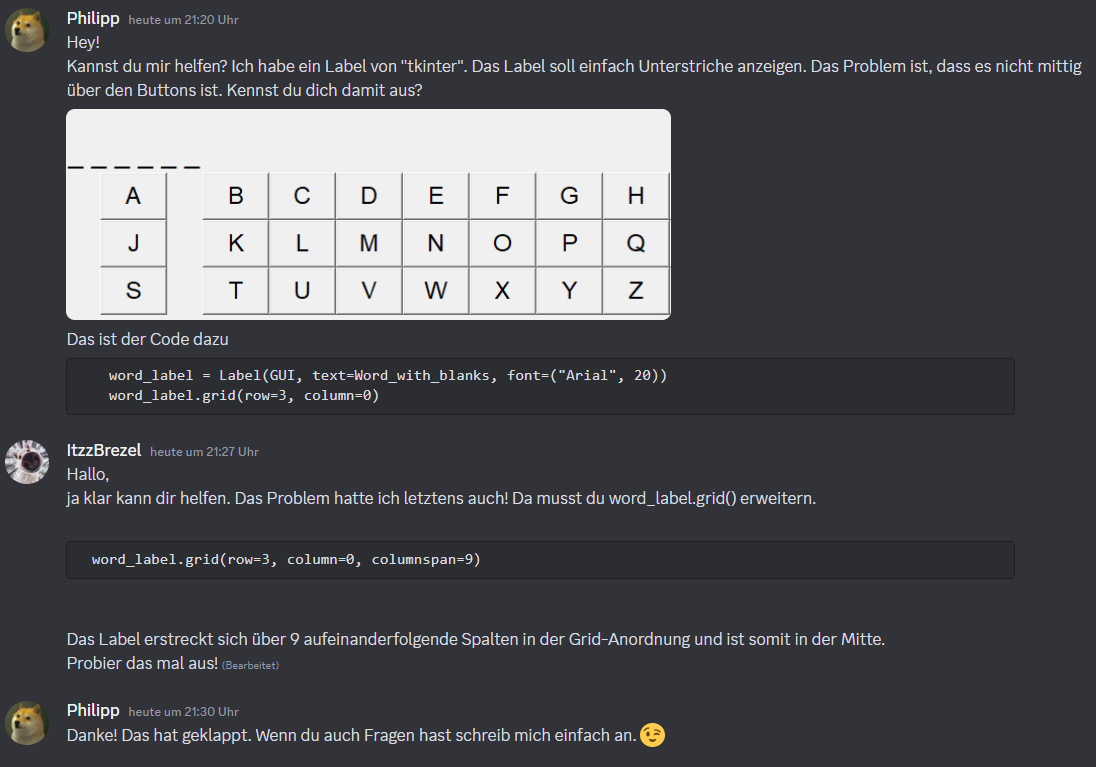 Philipp heute um 21:20 Uhr
Hey!
Kannst du mir helfen? Ich habe ein Label von "tkinter". Das Label soll einfach Unterstriche anzeigen. Das Problem ist, dass es nicht mittig
über den Buttons ist. Kennst du dich damit aus?
_ _ _ _ _ _
A B C D E F G H
J K L M N O P Q
S T U V W X Y Z
Das ist der Code dazu
word_label = Label(GUI, text=Word_with_blanks, font=("Arial", 20))
word_label.grid(row=3, column=0)
ItzzBrezel heute um 21:27 Uhr
Hallo,
ja klar kann dir helfen. Das Problem hatte ich letztens auch! Da musst du word_label.grid() erweitern.
word_label.grid(row=3, column=0, columnspan=9)
Das Label erstreckt sich über 9 aufeinanderfolgende Spalten in der Grid-Anordnung und ist somit in der Mitte.
Probier das mal aus! (Bearbeitet)
Philipp heute um 21:30 Uhr
Danke! Das hat geklappt. Wenn du auch Fragen hast schreib mich einfach an. 😉